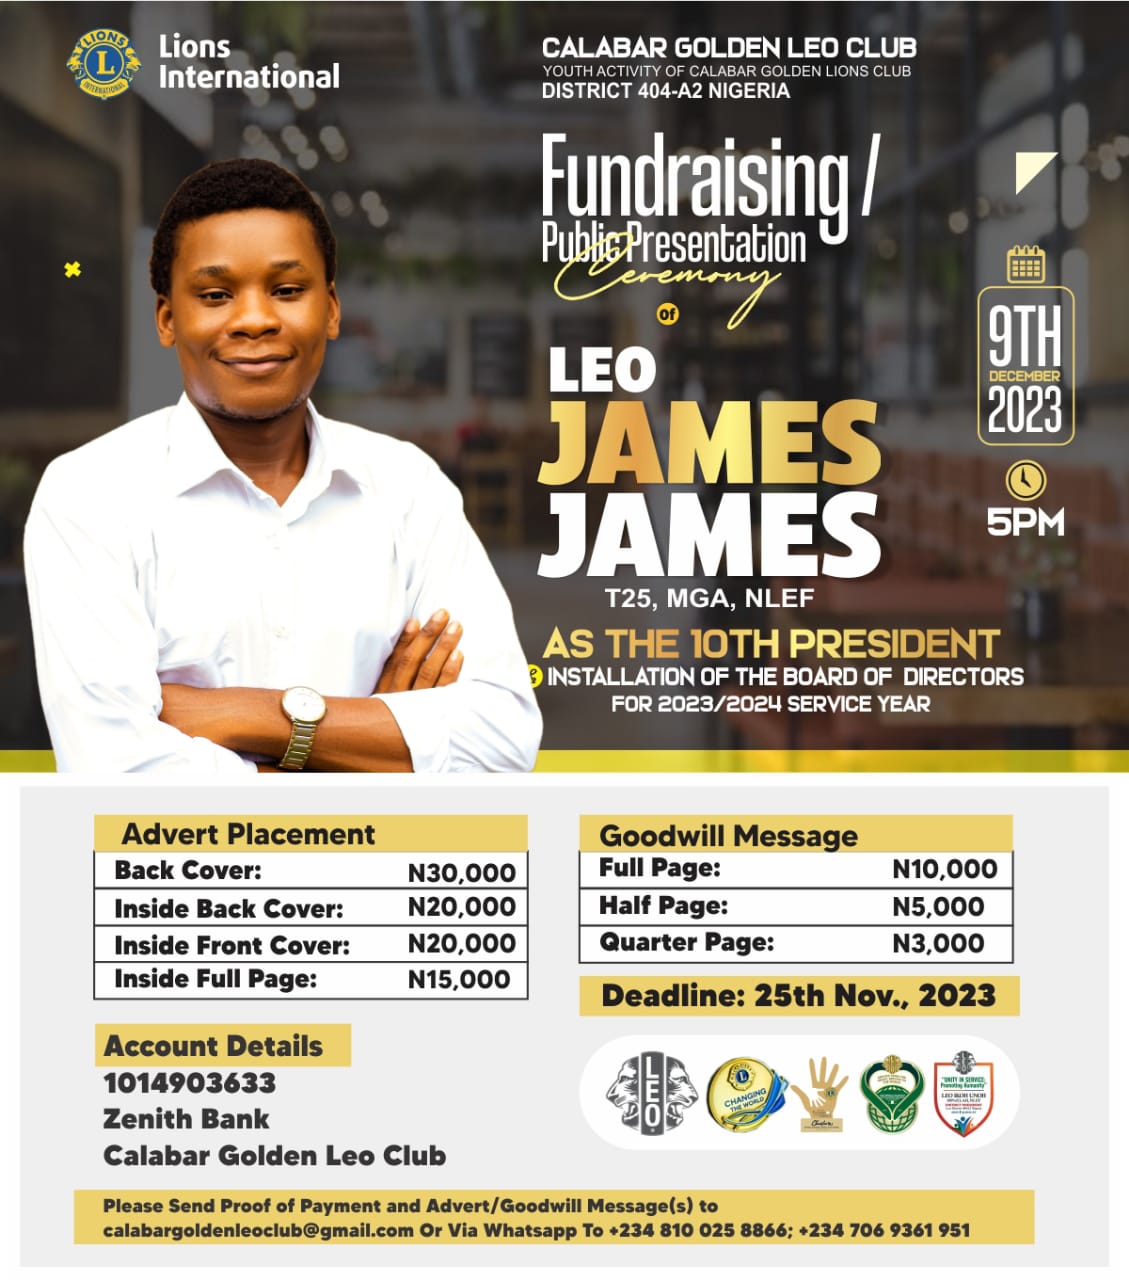 Lions
International
LIONS
L
INTERNATIONAL
CALABAR GOLDEN LEO CLUB
YOUTH ACTIVITY OF CALABAR GOLDEN LIONS CLUB
DISTRICT 404-A2 NIGERIA
Fundraising/
Public Presentation
Ceremony
Of
LEO
JAMES
JAMES
T25, MGA, NLEF
AS THE 10TH PRESIDENT
INSTALLATION OF THE BOARD OF DIRECTORS
FOR 2023/2024 SERVICE YEAR
9TH
DECEMBER
2023
5PM
Advert Placement
Back Cover: N30,000
Inside Back Cover: N20,000
Inside Front Cover: N20,000
Inside Full Page: N15,000
Goodwill Message
Full Page: N10,000
Half Page: N5,000
Quarter Page: N3,000
Deadline: 25th Nov., 2023
Account Details
1014903633
Zenith Bank
Calabar Golden Leo Club
LEO
CHANGING
THE WORLD
"UNITY IN SERVICE,
Promoting Humanity"
LEO IKOH UNOH
Please Send Proof of Payment and Advert/Goodwill Message(s) to
calabargoldenleoclub@gmail.com Or Via Whatsapp To +234 810 025 8866; +234 706 9361 951